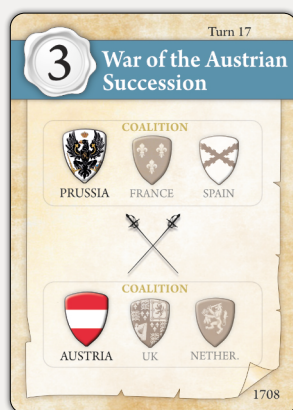 Turn 17
3
War of the Austrian
Succession
COALITION
PRUSSIA FRANCE SPAIN
COALITION
AUSTRIA UK NETHER.
1708